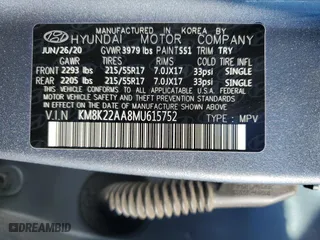 MANUFACTURED BY
HYUNDAI MOTOR COMPANY
JUN/26/20 GVWR 3979 lbs PAINT SS1 TRIM TRY
GAWR TIRES RIMS COLD TIRE INFL
FRONT 2293 lbs 215/55R17 7.0JX17 33psi SINGLE
REAR 2205 lbs 215/55R17 7.0JX17 33psi SINGLE
THIS VEHICLE CONFORMS TO ALL APPLICABLE
FEDERAL MOTOR VEHICLE SAFETY AND THEFT
PREVENTION STANDARDS IN EFFECT ON THE DATE
OF MANUFACTURE SHOWN ABOVE.
V.I.N KM8K22AA8MU615752 TYPE : MPV
DREAMBID